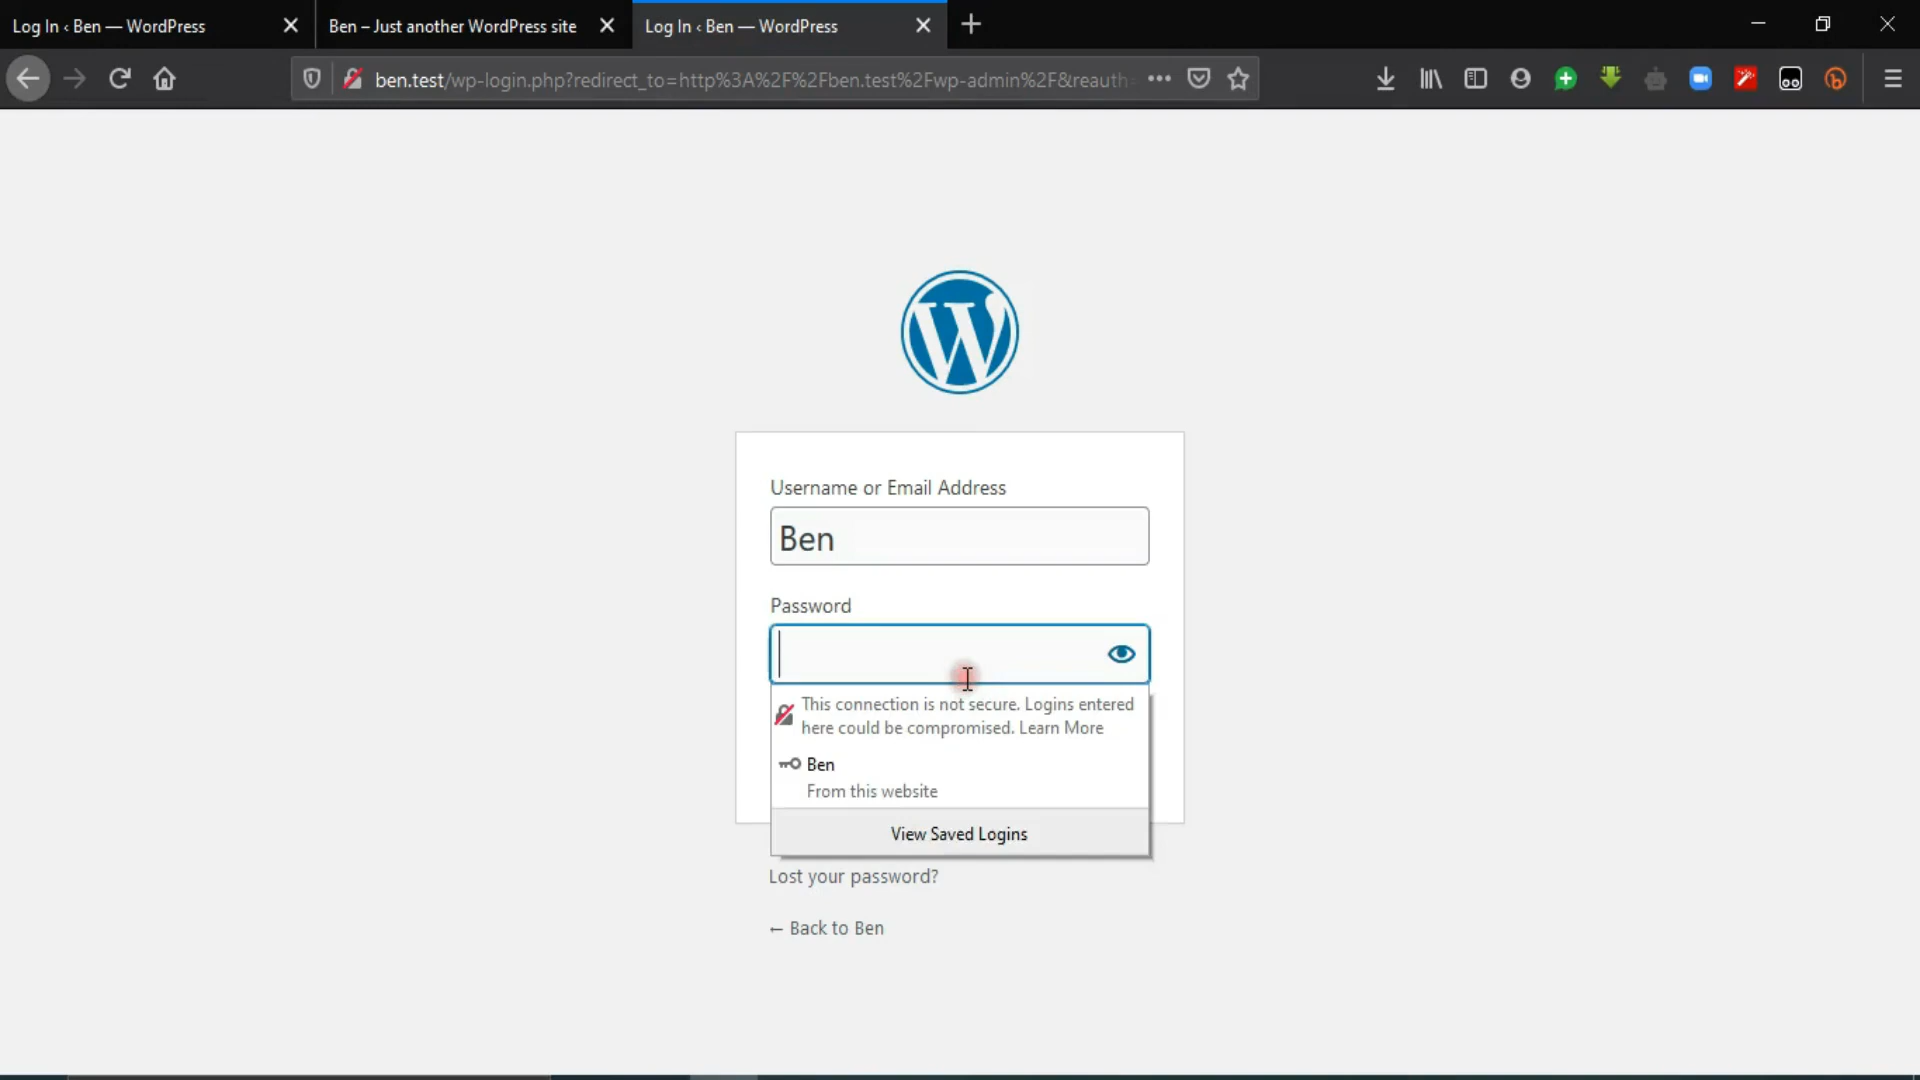 Log In ‹ Ben — WordPress
Ben – Just another WordPress site
Log In ‹ Ben — WordPress
ben.test/wp-login.php?redirect_to=http%3A%2F%2Fben.test%2Fwp-admin%2F&reauth=
Username or Email Address
Ben
Password
This connection is not secure. Logins entered
here could be compromised. Learn More
Ben
From this website
View Saved Logins
Lost your password?
← Back to Ben